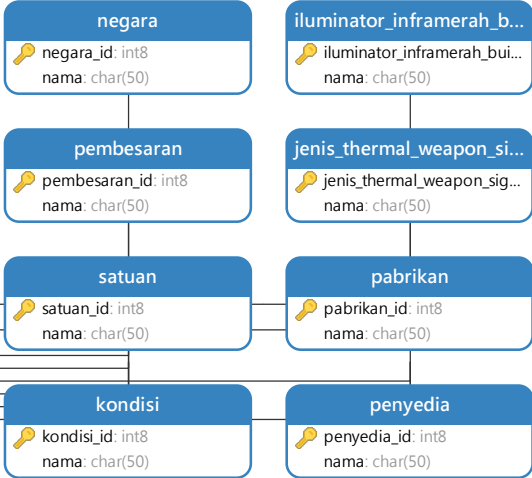 negara
negara_id: int8
nama: char(50)
iluminator_inframerah_b...
iluminator_inframerah_bui...
nama: char(50)
pembesaran
pembesaran_id: int8
nama: char(50)
jenis_thermal_weapon_si...
jenis_thermal_weapon_sig...
nama: char(50)
satuan
satuan_id: int8
nama: char(50)
pabrikan
pabrikan_id: int8
nama: char(50)
kondisi
kondisi_id: int8
nama: char(50)
penyedia
penyedia_id: int8
nama: char(50)